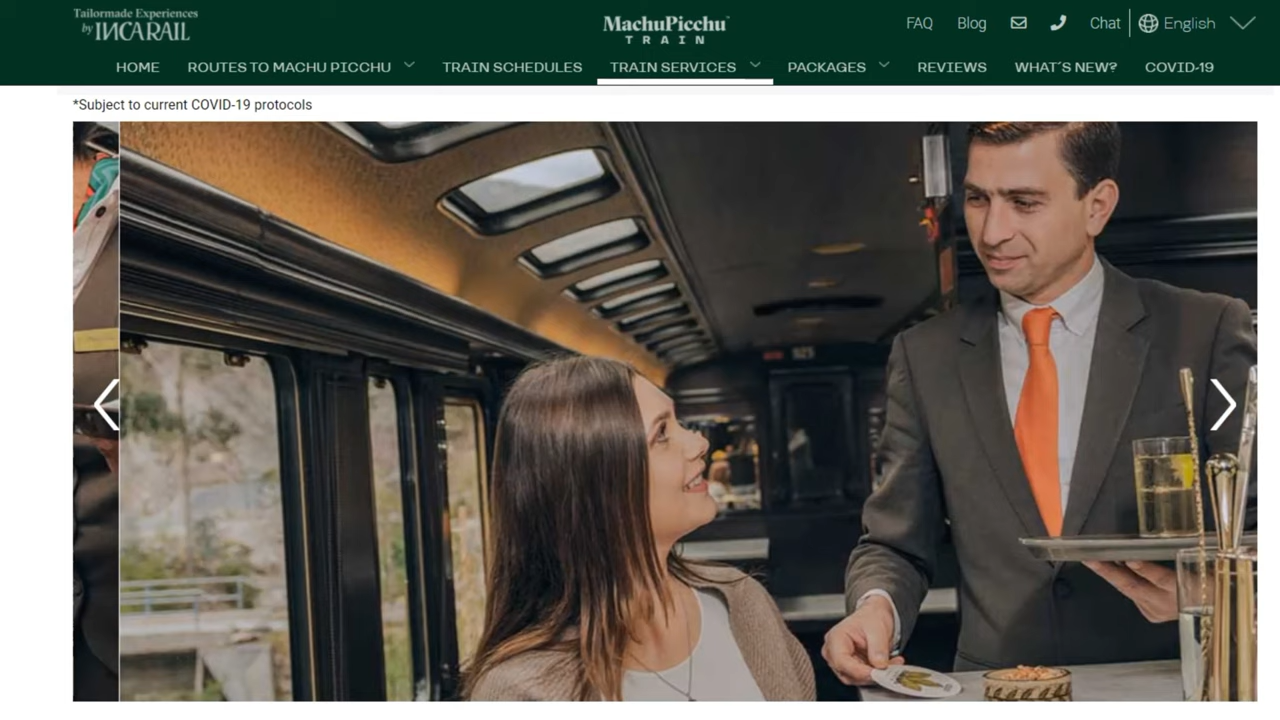 Tailormade Experiences
by INCARAIL
MachuPicchu
TRAIN
FAQ Blog Chat English
HOME ROUTES TO MACHU PICCHU TRAIN SCHEDULES TRAIN SERVICES PACKAGES REVIEWS WHAT´S NEW? COVID-19
*Subject to current COVID-19 protocols